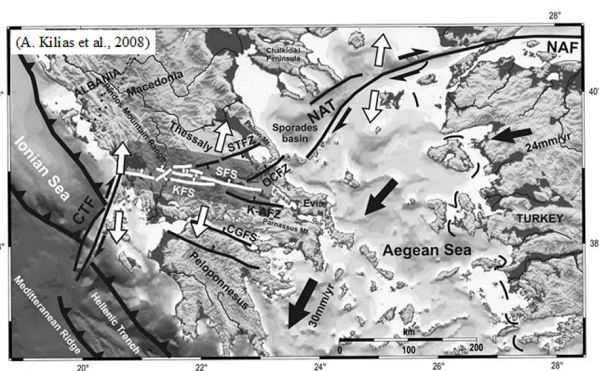 (A. Kilias et al., 2008)
28°
NAF
ALBANIA
Macedonia
Chalkidiki
Peninsula
40°
NAT
Thessaly
Sporades
basin
STFZ
24mm/yr
Ionian Sea
SFS
OCFZ
KFS
K-AFZ
Evia
CTF
TURKEY
Parnassus Mt
CGFS
Aegean Sea
38°
Peloponnesus
30mm/yr
Hellenic Trench
Mediterranean Ridge
km
0 100 200
20°
22°
24°
26°
28°